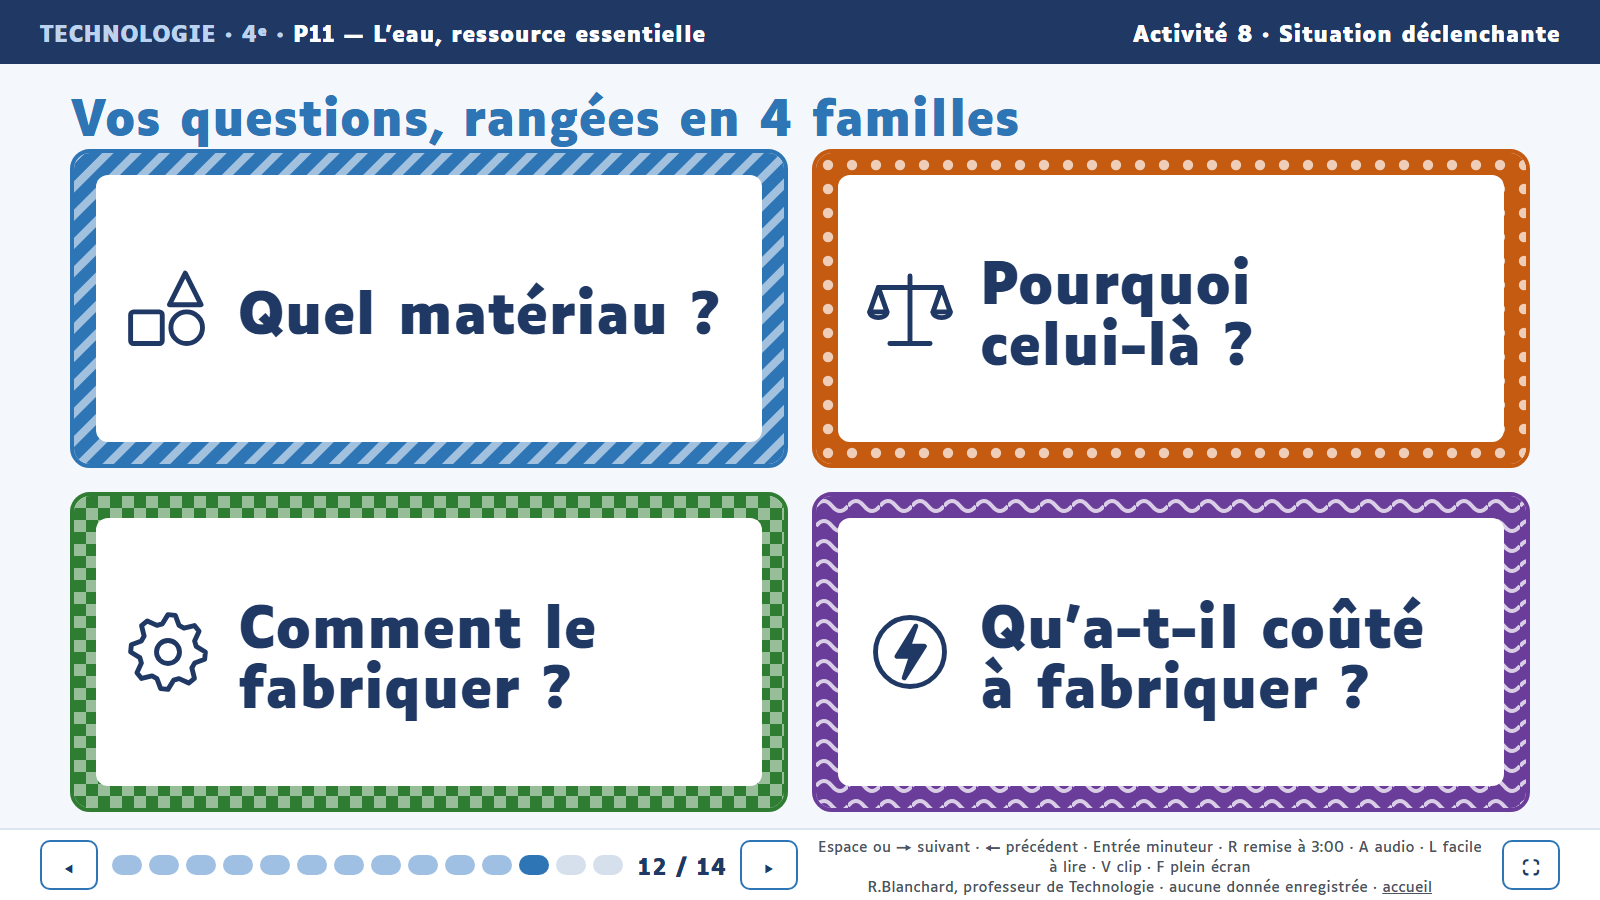 TECHNOLOGIE · 4ᵉ · P11 — L’eau, ressource essentielle
Activité 8 · Situation déclenchante
Vos questions, rangées en 4 familles
Quel matériau ?
Pourquoi
celui-là ?
Comment le
fabriquer ?
Qu’a-t-il coûté
à fabriquer ?
12 / 14
Espace ou → suivant · ← précédent · Entrée minuteur · R remise à 3:00 · A audio · L facile
à lire · V clip · F plein écran
R.Blanchard, professeur de Technologie · aucune donnée enregistrée · accueil